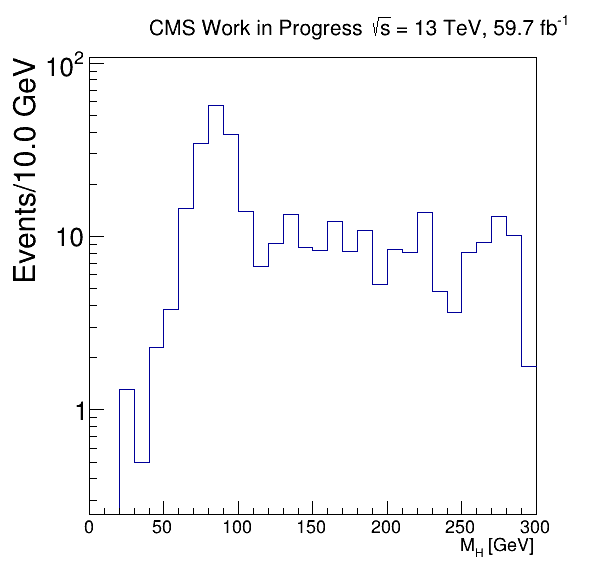 CMS Work in Progress √s = 13 TeV, 59.7 fb⁻¹
Events/10.0 GeV
10²
10
1
0 50 100 150 200 250 300
M_H [GeV]